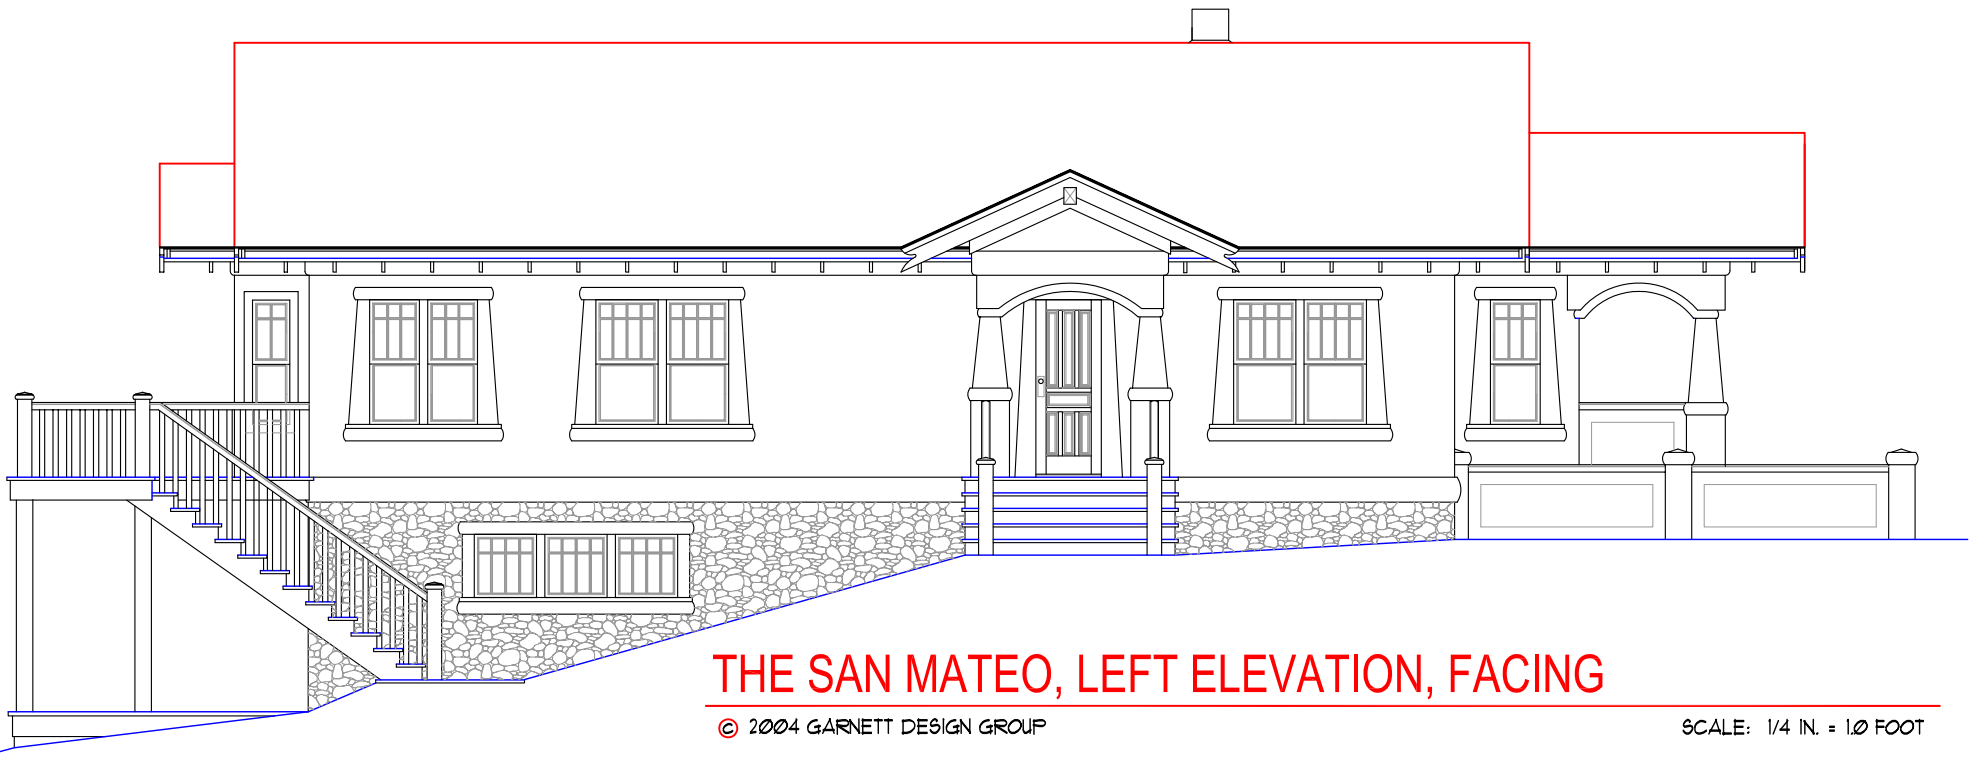 THE SAN MATEO, LEFT ELEVATION, FACING
© 2004 GARNETT DESIGN GROUP
SCALE: 1/4 IN. = 1.0 FOOT